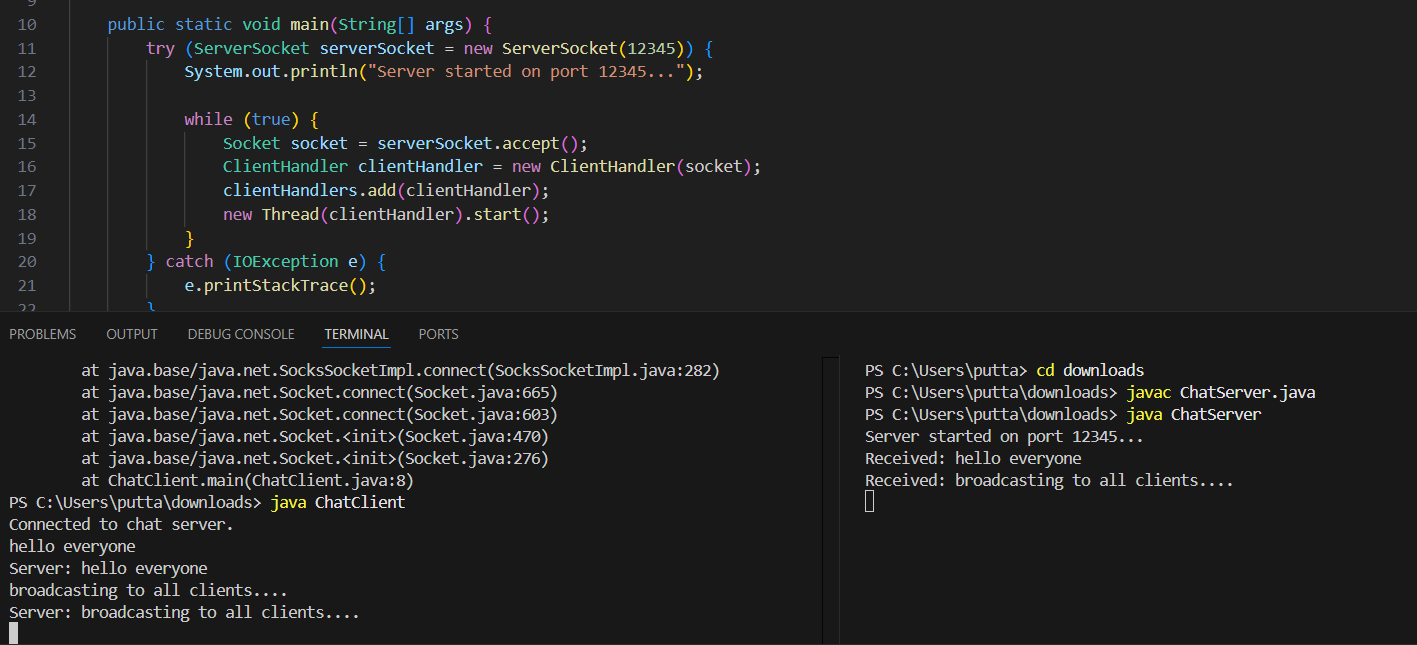 9
10 public static void main(String[] args) {
11 try (ServerSocket serverSocket = new ServerSocket(12345)) {
12 System.out.println("Server started on port 12345...");
13
14 while (true) {
15 Socket socket = serverSocket.accept();
16 ClientHandler clientHandler = new ClientHandler(socket);
17 clientHandlers.add(clientHandler);
18 new Thread(clientHandler).start();
19 }
20 } catch (IOException e) {
21 e.printStackTrace();
22 }
PROBLEMS OUTPUT DEBUG CONSOLE TERMINAL PORTS
at java.base/java.net.SocksSocketImpl.connect(SocksSocketImpl.java:282)
at java.base/java.net.Socket.connect(Socket.java:665)
at java.base/java.net.Socket.connect(Socket.java:603)
at java.base/java.net.Socket.<init>(Socket.java:470)
at java.base/java.net.Socket.<init>(Socket.java:276)
at ChatClient.main(ChatClient.java:8)
PS C:\Users\putta\downloads> java ChatClient
Connected to chat server.
hello everyone
Server: hello everyone
broadcasting to all clients....
Server: broadcasting to all clients....
PS C:\Users\putta> cd downloads
PS C:\Users\putta\downloads> javac ChatServer.java
PS C:\Users\putta\downloads> java ChatServer
Server started on port 12345...
Received: hello everyone
Received: broadcasting to all clients....